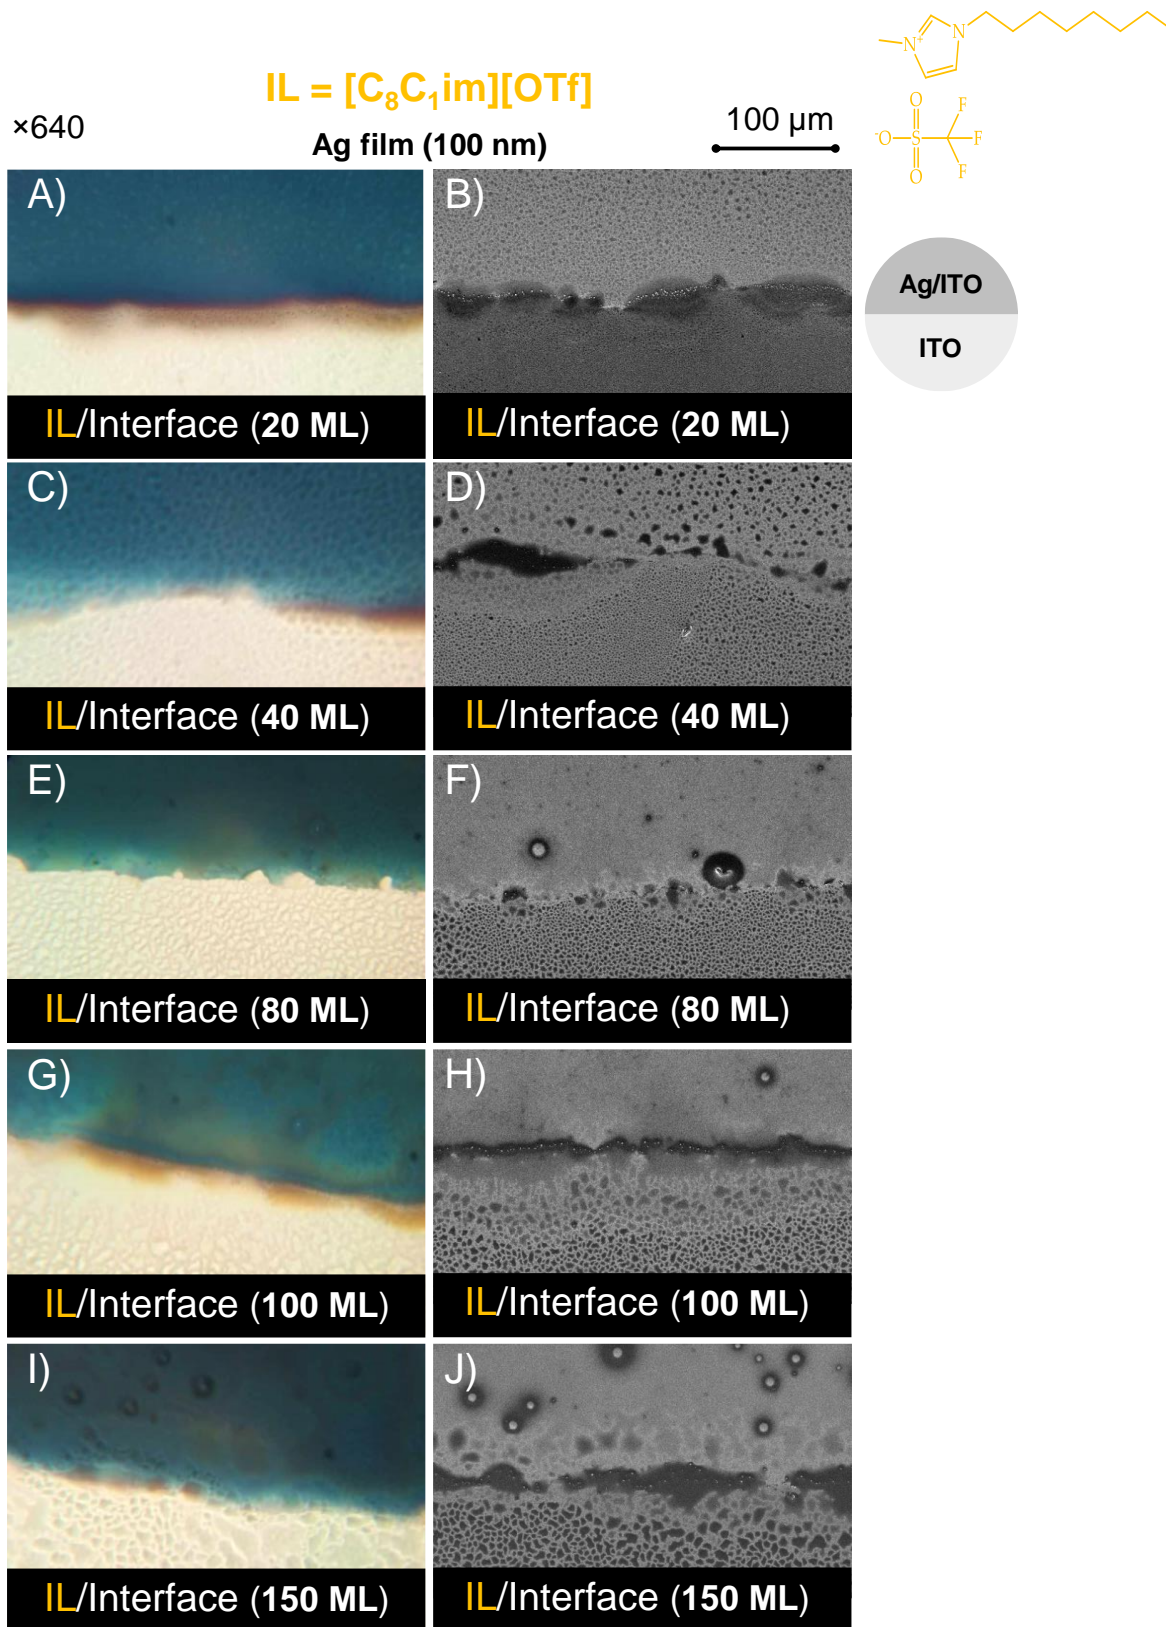 IL = [C₈C₁im][OTf]
×640
Ag film (100 nm)
100 µm
N⁺
N
O
F
⁻O
S
F
O
F
A)
B)
Ag/ITO
ITO
IL/Interface (20 ML)
IL/Interface (20 ML)
C)
D)
IL/Interface (40 ML)
IL/Interface (40 ML)
E)
F)
IL/Interface (80 ML)
IL/Interface (80 ML)
G)
H)
IL/Interface (100 ML)
IL/Interface (100 ML)
I)
J)
IL/Interface (150 ML)
IL/Interface (150 ML)